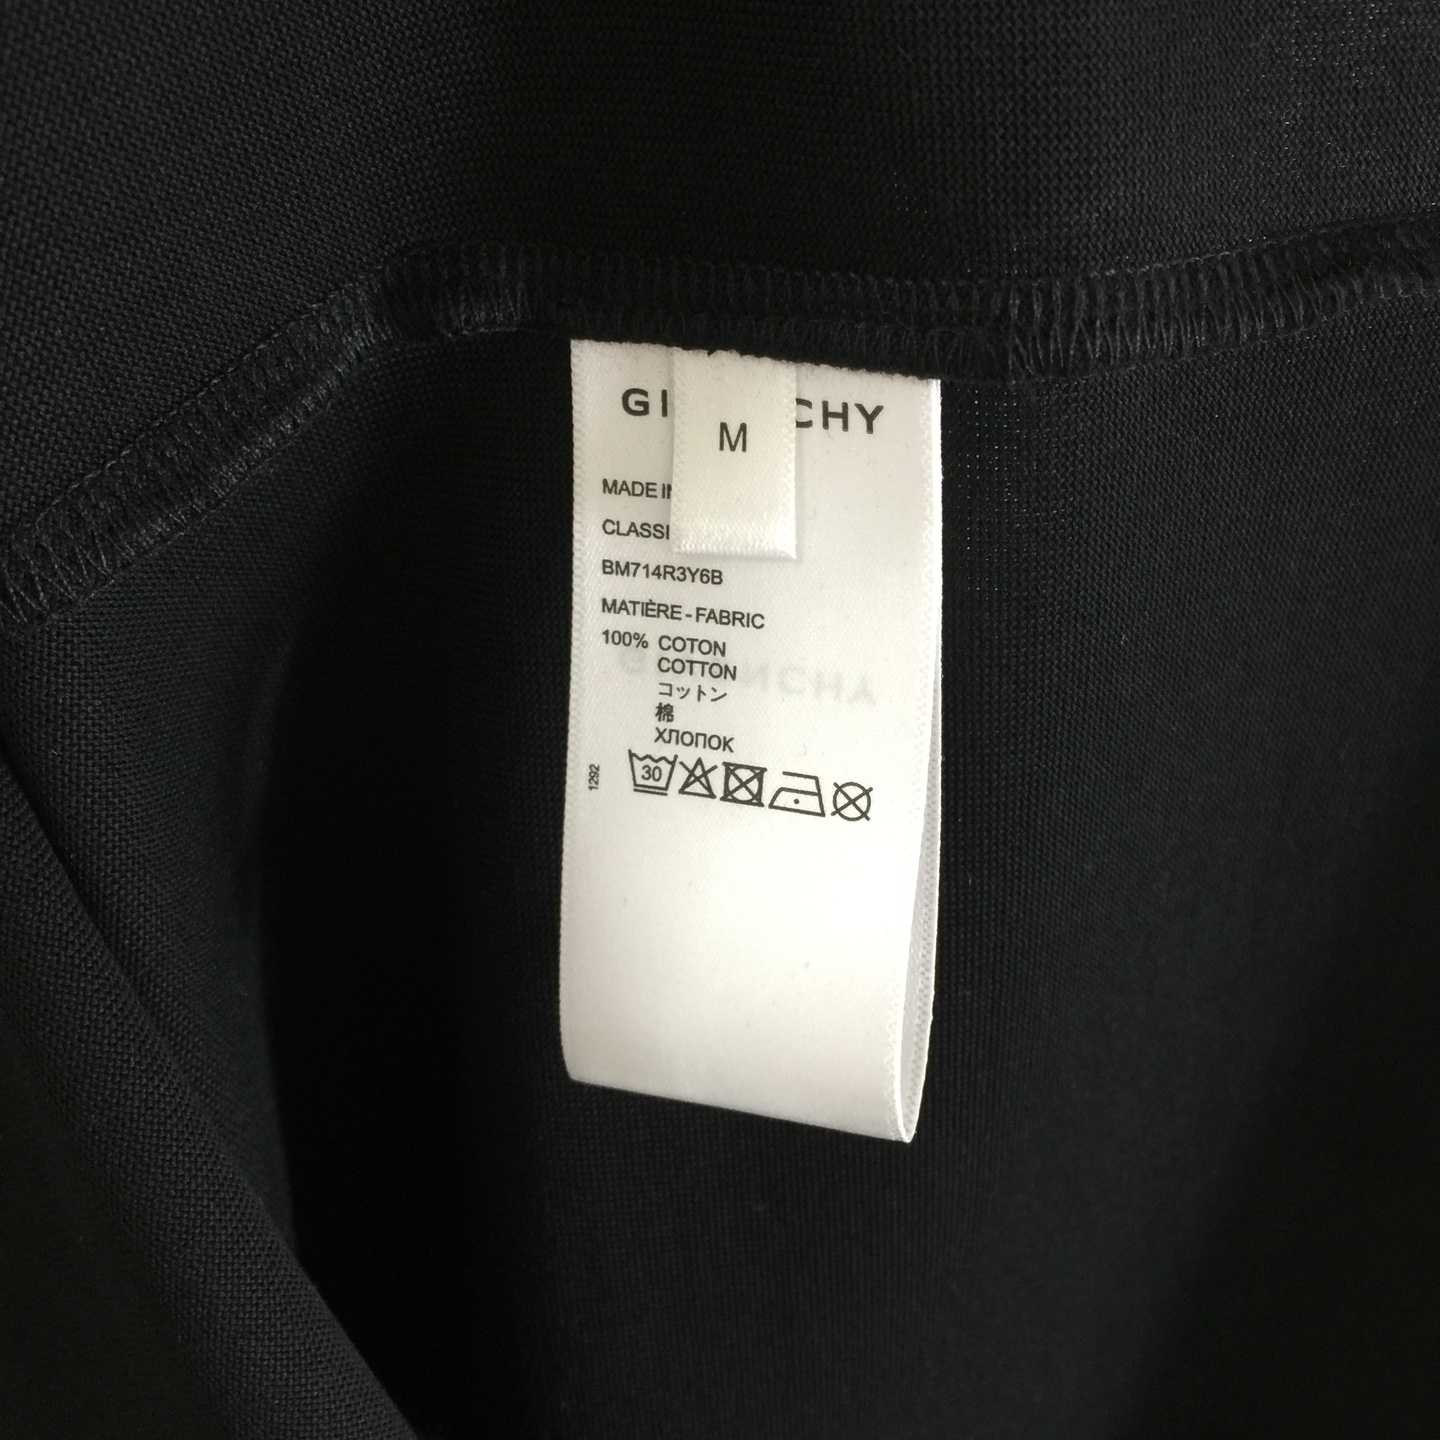 GI CHY
M
MADE IN
CLASSI
BM714R3Y6B
MATIÈRE - FABRIC
100% COTON
COTTON
コットン
棉
ХЛОПОК
30
1292